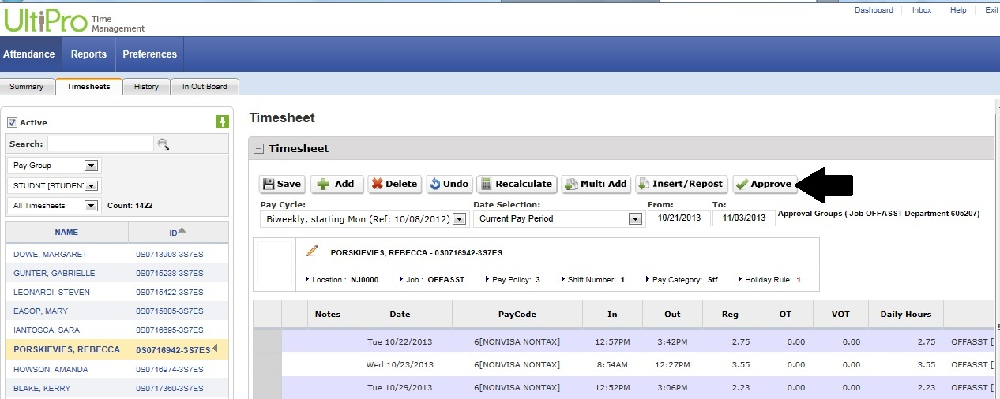 Dashboard Inbox Help Exit
UltiPro Time
Management
Attendance Reports Preferences
Summary Timesheets History In Out Board
Active
Search:
Pay Group
STUDNT [STUDEN
All Timesheets Count: 1422
NAME ID
DOWE, MARGARET 0S0713998-3S7ES
GUNTER, GABRIELLE 0S0715238-3S7ES
LEONARDI, STEVEN 0S0715422-3S7ES
EASOP, MARY 0S0715805-3S7ES
IANTOSCA, SARA 0S0716695-3S7ES
PORSKIEVIES, REBECCA 0S0716942-3S7ES
HOWSON, AMANDA 0S0716974-3S7ES
BLAKE, KERRY 0S0717360-3S7ES
Timesheet
Timesheet
Save Add Delete Undo Recalculate Multi Add Insert/Repost Approve
Pay Cycle: Date Selection: From: To:
Biweekly, starting Mon (Ref: 10/08/2012) Current Pay Period 10/21/2013 11/03/2013 Approval Groups ( Job OFFASST Department 605207)
PORSKIEVIES, REBECCA - 0S0716942-3S7ES
Location : NJ0000 Job : OFFASST Pay Policy: 3 Shift Number: 1 Pay Category: Stf Holiday Rule: 1
Notes Date PayCode In Out Reg OT VOT Daily Hours
Tue 10/22/2013 6[NONVISA NONTAX] 12:57PM 3:42PM 2.75 0.00 0.00 2.75 OFFASST [
Wed 10/23/2013 6[NONVISA NONTAX] 8:54AM 12:27PM 3.55 0.00 0.00 3.55 OFFASST [
Tue 10/29/2013 6[NONVISA NONTAX] 12:52PM 3:06PM 2.23 0.00 0.00 2.23 OFFASST [